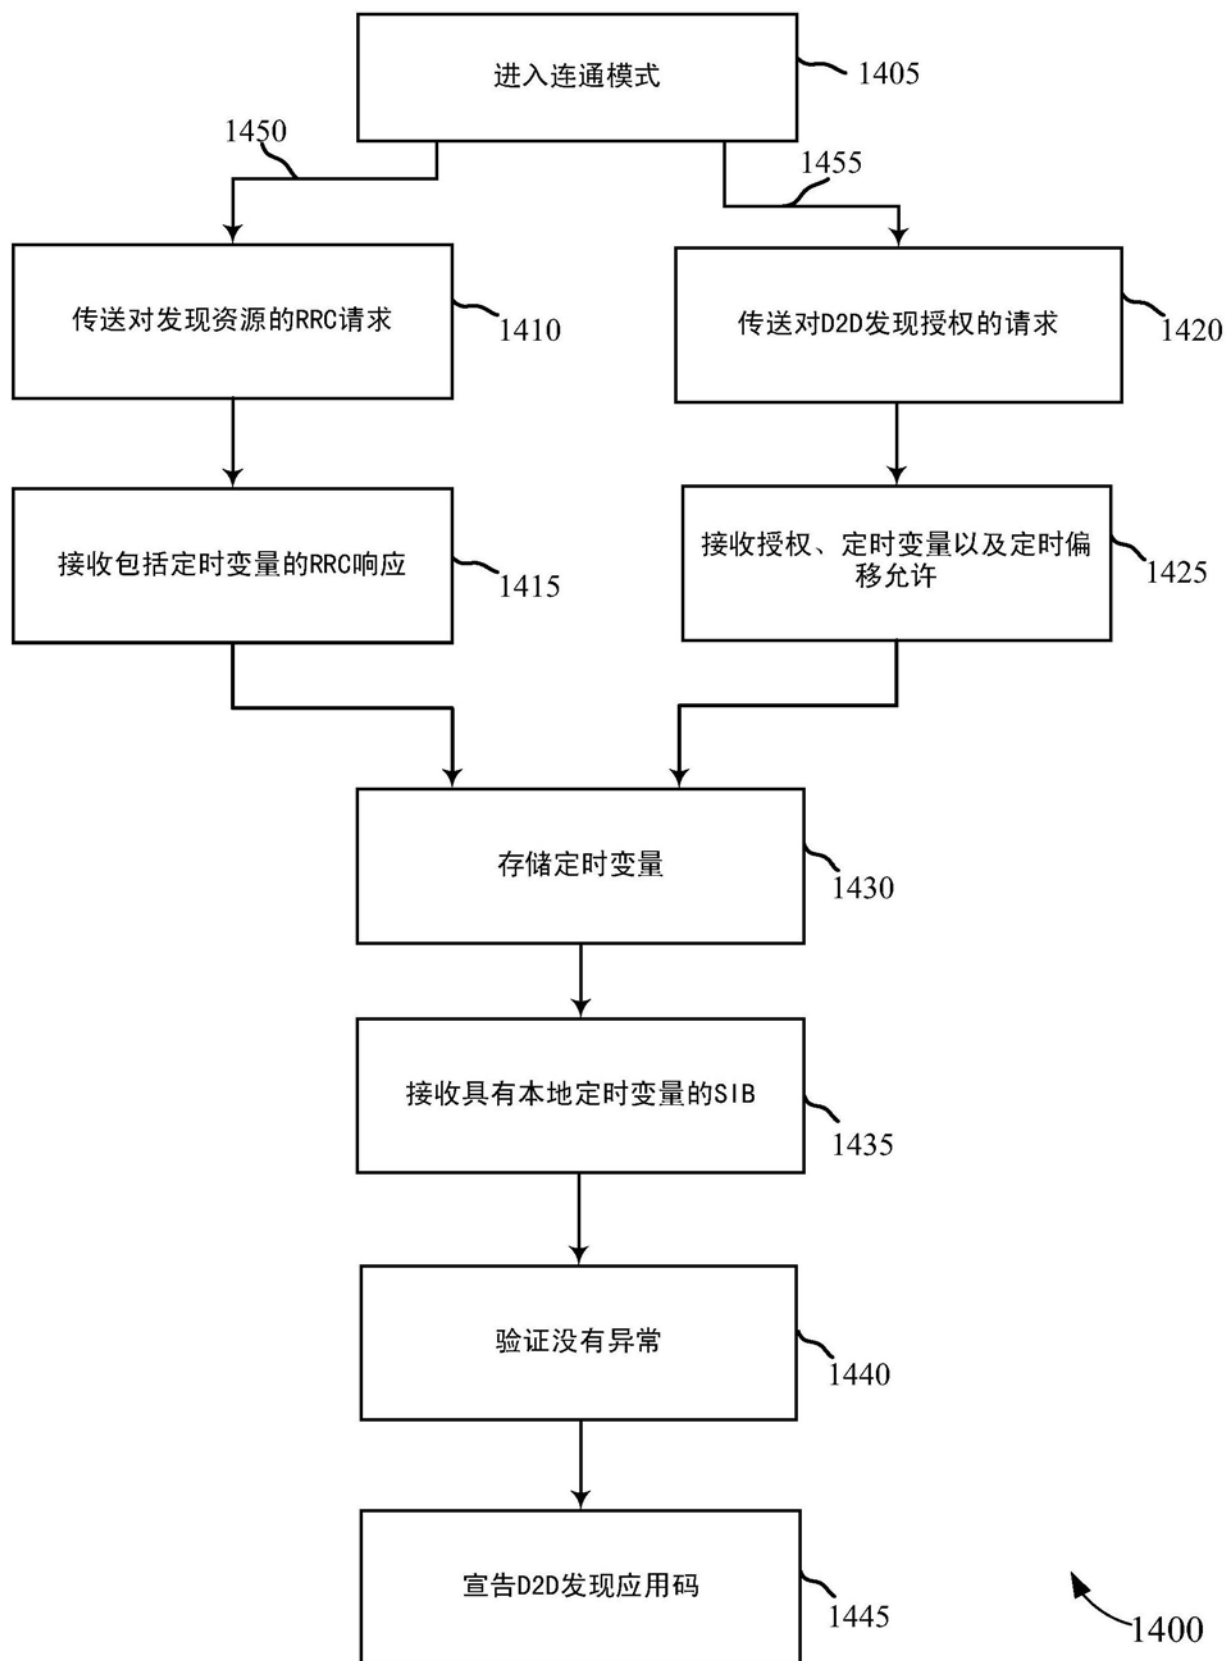 进入连通模式
1405
1450
1455
传送对发现资源的RRC请求
1410
传送对D2D发现授权的请求
1420
接收包括定时变量的RRC响应
1415
接收授权、定时变量以及定时偏
移允许
1425
存储定时变量
1430
接收具有本地定时变量的SIB
1435
验证没有异常
1440
宣告D2D发现应用码
1445
1400